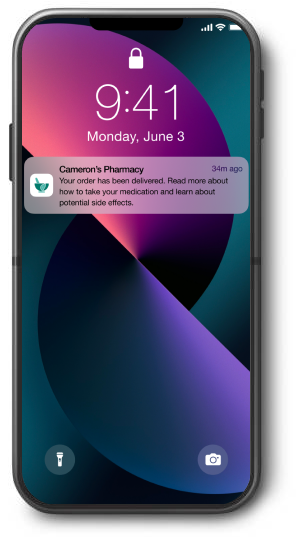 9:41
Monday, June 3
Cameron's Pharmacy 34m ago
Your order has been delivered. Read more about
how to take your medication and learn about
potential side effects.